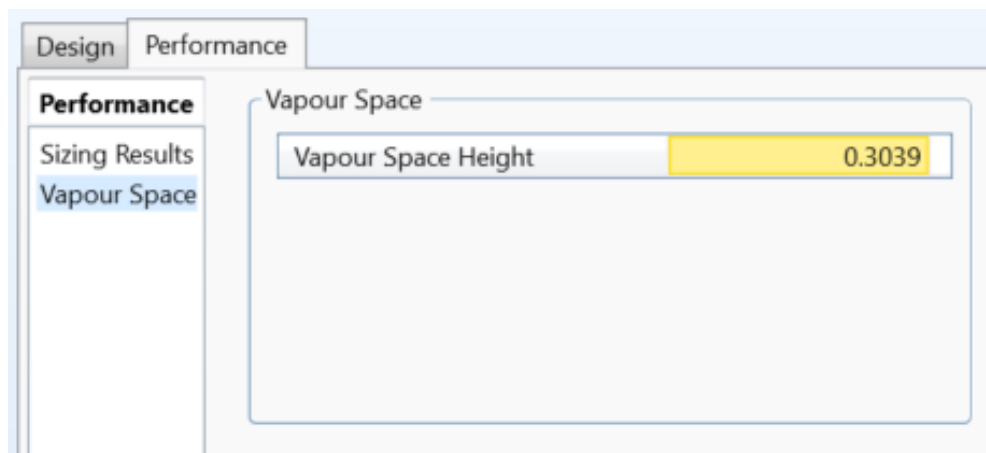 Design
Performance
Performance
Sizing Results
Vapour Space
Vapour Space
Vapour Space Height 0.3039